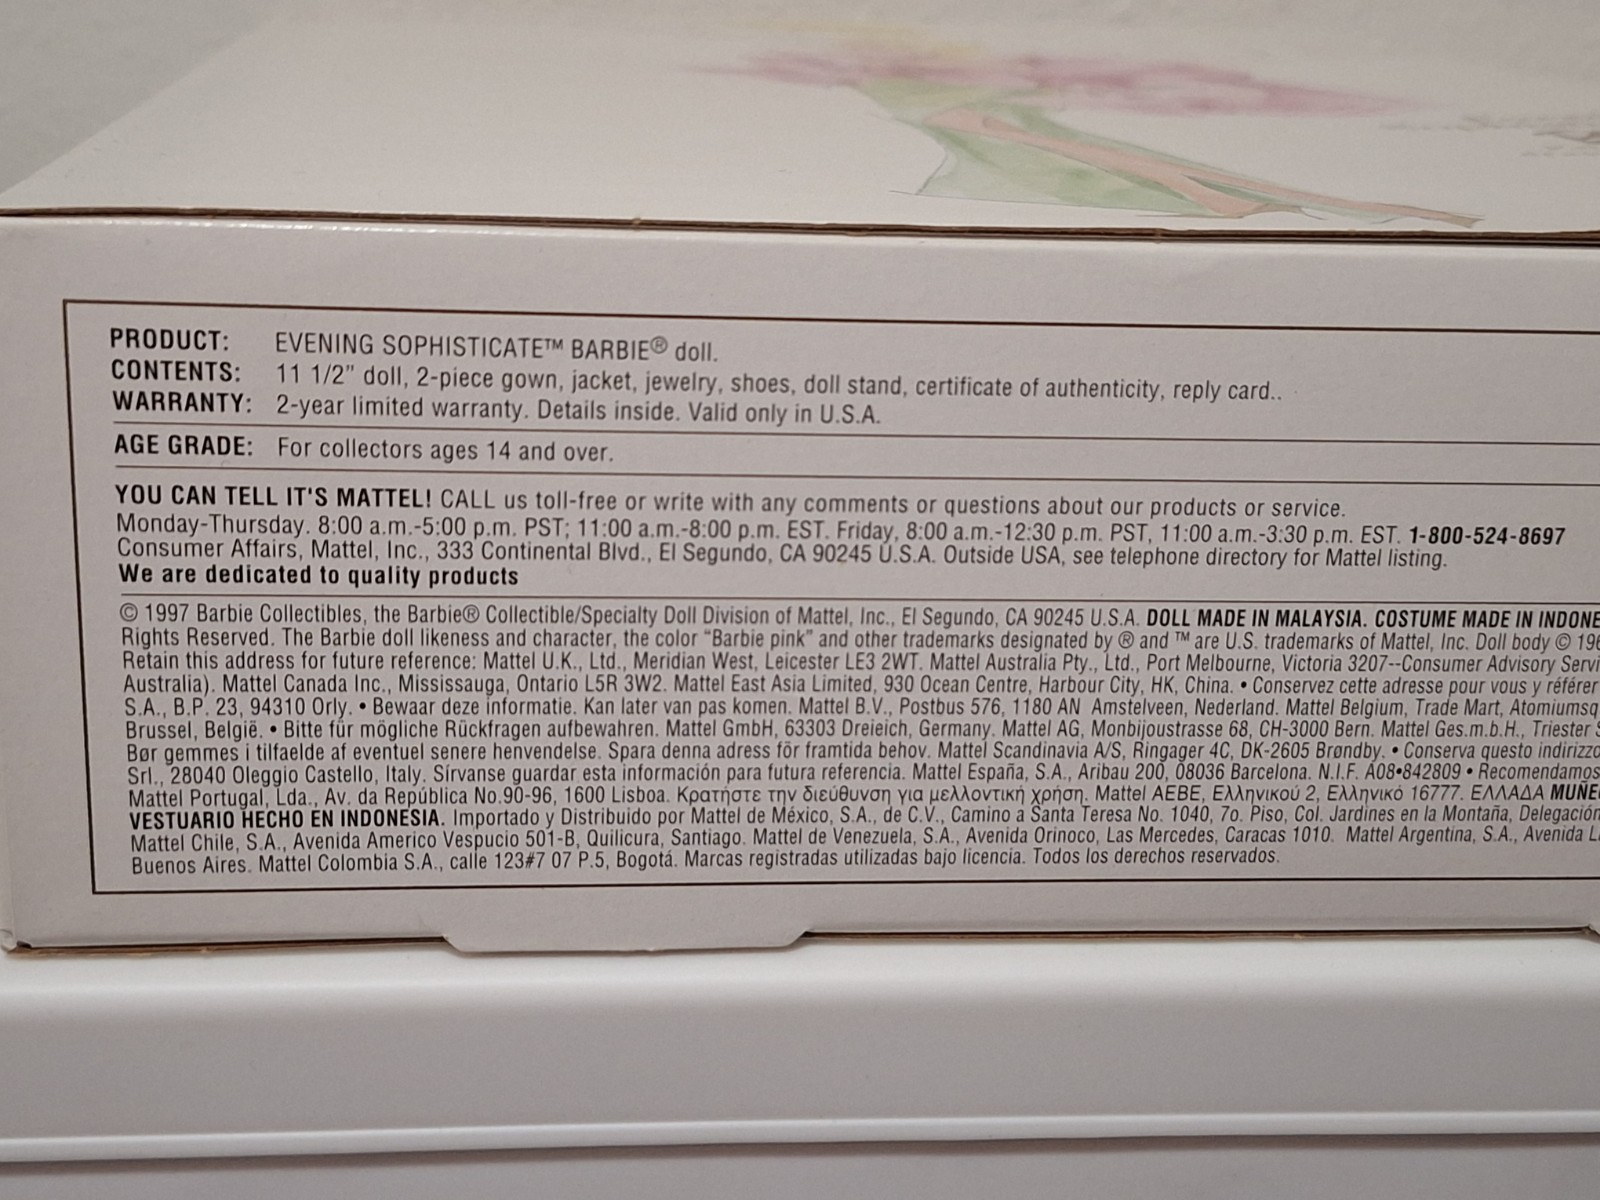 PRODUCT: EVENING SOPHISTICATE™ BARBIE® doll.
CONTENTS: 11 1/2" doll, 2-piece gown, jacket, jewelry, shoes, doll stand, certificate of authenticity, reply card..
WARRANTY: 2-year limited warranty. Details inside. Valid only in U.S.A.
AGE GRADE: For collectors ages 14 and over.
YOU CAN TELL IT'S MATTEL! CALL us toll-free or write with any comments or questions about our products or service.
Monday-Thursday. 8:00 a.m.-5:00 p.m. PST; 11:00 a.m.-8:00 p.m. EST. Friday, 8:00 a.m.-12:30 p.m. PST, 11:00 a.m.-3:30 p.m. EST. 1-800-524-8697
Consumer Affairs, Mattel, Inc., 333 Continental Blvd., El Segundo, CA 90245 U.S.A. Outside USA, see telephone directory for Mattel listing.
We are dedicated to quality products
© 1997 Barbie Collectibles, the Barbie® Collectible/Specialty Doll Division of Mattel, Inc., El Segundo, CA 90245 U.S.A. DOLL MADE IN MALAYSIA. COSTUME MADE IN INDONE
Rights Reserved. The Barbie doll likeness and character, the color "Barbie pink" and other trademarks designated by ® and ™ are U.S. trademarks of Mattel, Inc. Doll body © 196
Retain this address for future reference: Mattel U.K., Ltd., Meridian West, Leicester LE3 2WT. Mattel Australia Pty., Ltd., Port Melbourne, Victoria 3207--Consumer Advisory Servi
Australia). Mattel Canada Inc., Mississauga, Ontario L5R 3W2. Mattel East Asia Limited, 930 Ocean Centre, Harbour City, HK, China. • Conservez cette adresse pour vous y référer
S.A., B.P. 23, 94310 Orly. • Bewaar deze informatie. Kan later van pas komen. Mattel B.V., Postbus 576, 1180 AN Amstelveen, Nederland. Mattel Belgium, Trade Mart, Atomiumsq
Brussel, België. • Bitte für mögliche Rückfragen aufbewahren. Mattel GmbH, 63303 Dreieich, Germany. Mattel AG, Monbijoustrasse 68, CH-3000 Bern. Mattel Ges.m.b.H., Triester S
Bør gemmes i tilfaelde af eventuel senere henvendelse. Spara denna adress för framtida behov. Mattel Scandinavia A/S, Ringager 4C, DK-2605 Brøndby. • Conserva questo indirizzo
Srl., 28040 Oleggio Castello, Italy. Sírvanse guardar esta información para futura referencia. Mattel España, S.A., Aribau 200, 08036 Barcelona. N.I.F. A08•842809 • Recomendamos
Mattel Portugal, Lda., Av. da República No.90-96, 1600 Lisboa. Κρατήστε την διεύθυνση για μελλοντική χρήση. Mattel AEBE, Ελληνικού 2, Ελληνικό 16777. ΕΛΛΑΔΑ MUÑE
VESTUARIO HECHO EN INDONESIA. Importado y Distribuido por Mattel de México, S.A., de C.V., Camino a Santa Teresa No. 1040, 7o. Piso, Col. Jardines en la Montaña, Delegación
Mattel Chile, S.A., Avenida Americo Vespucio 501-B, Quilicura, Santiago. Mattel de Venezuela, S.A., Avenida Orinoco, Las Mercedes, Caracas 1010. Mattel Argentina, S.A., Avenida L
Buenos Aires. Mattel Colombia S.A., calle 123#7 07 P.5, Bogotá. Marcas registradas utilizadas bajo licencia. Todos los derechos reservados.